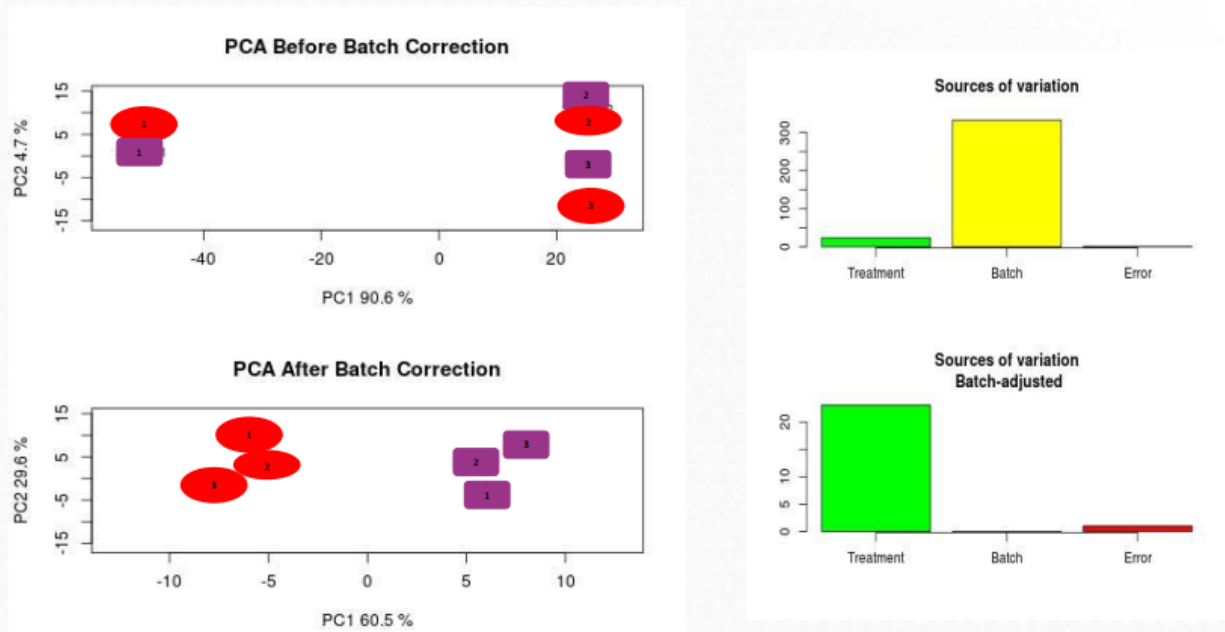 PCA Before Batch Correction
15
5
-5
-15
PC2 4.7 %
1
1
2
2
3
3
-40
-20
0
20
PC1 90.6 %
Sources of variation
300
200
100
0
Treatment
Batch
Error
PCA After Batch Correction
15
5
-5
-15
PC2 29.6 %
1
2
3
3
2
1
-10
-5
0
5
10
PC1 60.5 %
Sources of variation
Batch-adjusted
20
10
5
0
Treatment
Batch
Error